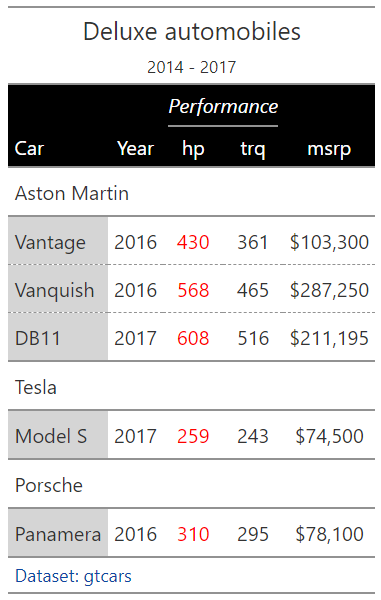 Deluxe automobiles
2014 - 2017
Performance
Car Year hp trq msrp
Aston Martin
Vantage 2016 430 361 $103,300
Vanquish 2016 568 465 $287,250
DB11 2017 608 516 $211,195
Tesla
Model S 2017 259 243 $74,500
Porsche
Panamera 2016 310 295 $78,100
Dataset: gtcars